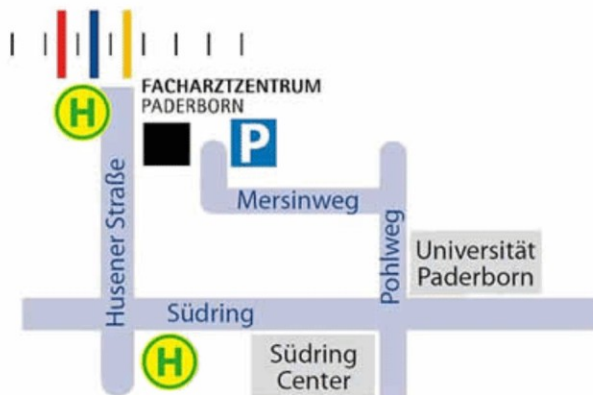 FACHARZTZENTRUM
PADERBORN
H
P
Husener Straße
Mersinweg
Pohlweg
Universität
Paderborn
Südring
H
Südring
Center